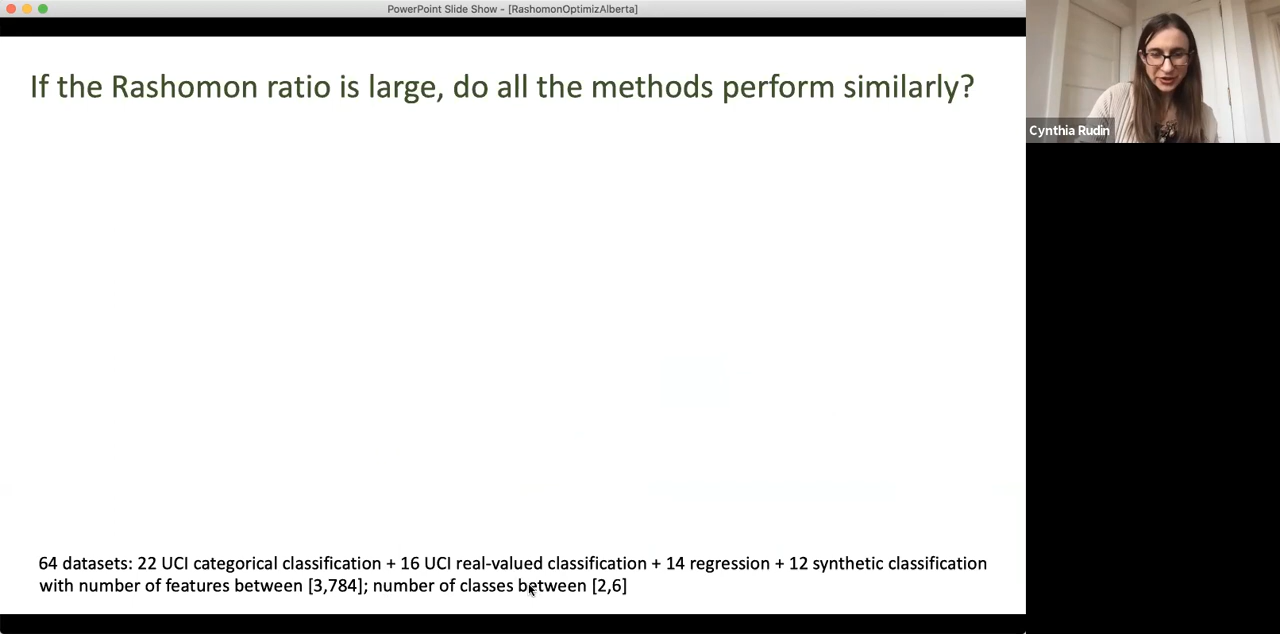 PowerPoint Slide Show - [RashomonOptimizAlberta]
If the Rashomon ratio is large, do all the methods perform similarly?
Cynthia Rudin
64 datasets: 22 UCI categorical classification + 16 UCI real-valued classification + 14 regression + 12 synthetic classification
with number of features between [3,784]; number of classes between [2,6]